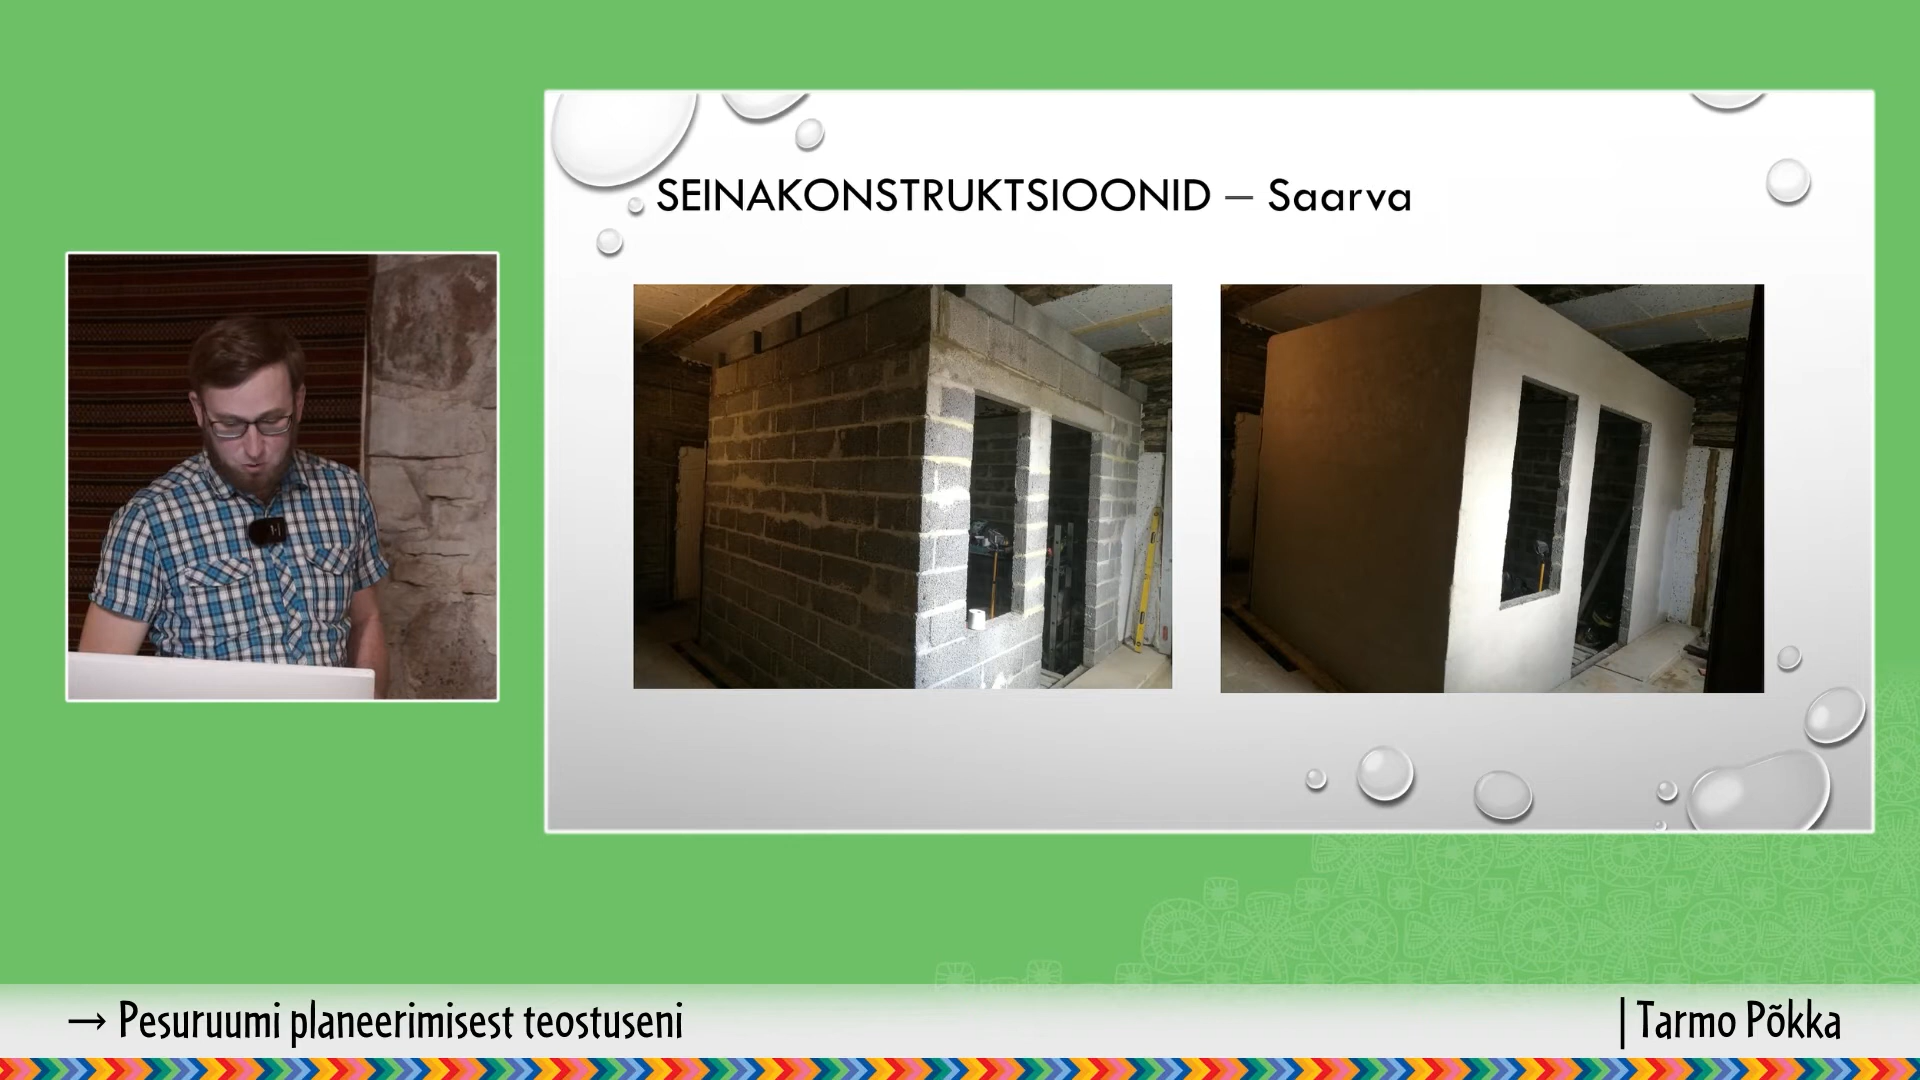 SEINAKONSTRUKTSIOONID – Saarva
→ Pesuruumi planeerimisest teostuseni
| Tarmo Põkka